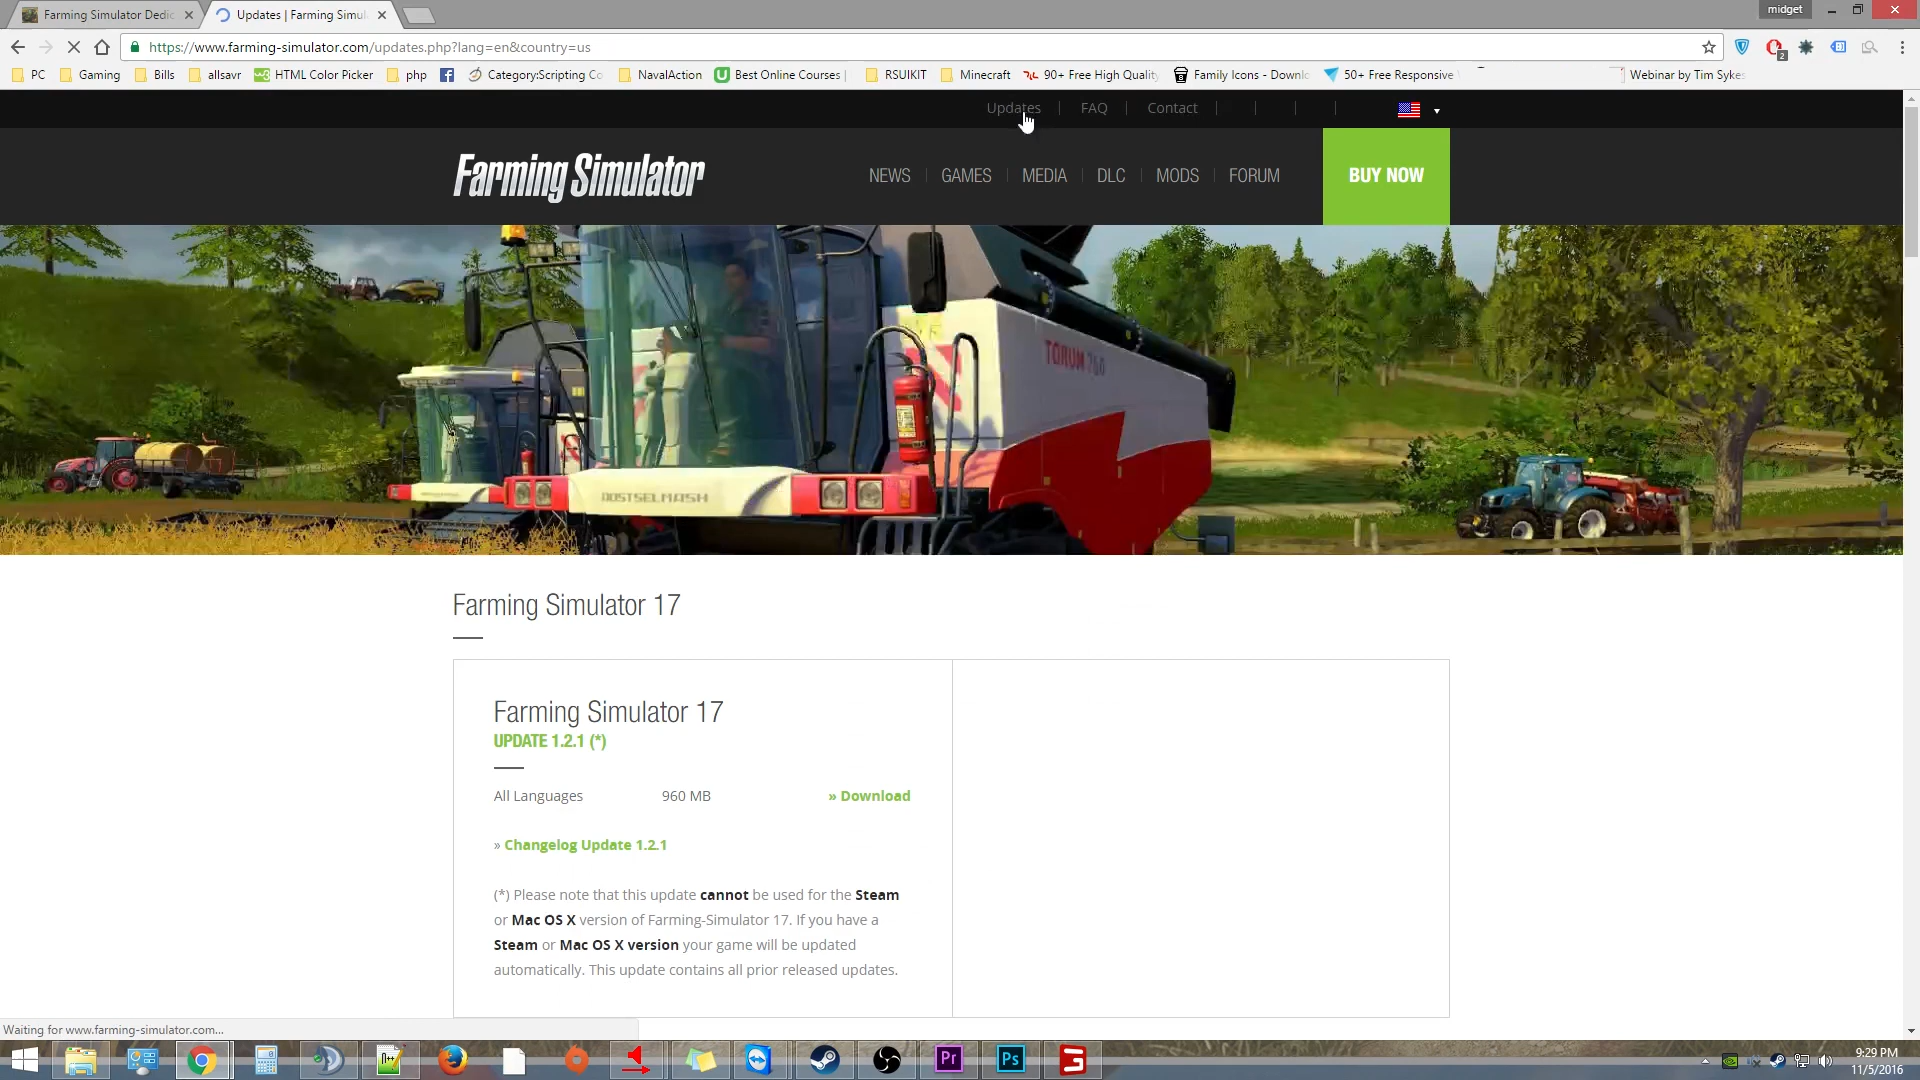 Farming Simulator Dedic
Updates | Farming Simul
midget
https://www.farming-simulator.com/updates.php?lang=en&country=us
2
PC
Gaming
Bills
allsavr
HTML Color Picker
php
Category:Scripting Co
NavalAction
Best Online Courses |
RSUIKIT
Minecraft
90+ Free High Quality
Family Icons - Downlo
50+ Free Responsive
Webinar by Tim Sykes
Updates
FAQ
Contact
Farming Simulator
NEWS
GAMES
MEDIA
DLC
MODS
FORUM
BUY NOW
TORUM 760
ROSTSELMASH
Farming Simulator 17
Farming Simulator 17
UPDATE 1.2.1 (*)
All Languages 960 MB » Download
» Changelog Update 1.2.1
(*) Please note that this update cannot be used for the Steam
or Mac OS X version of Farming-Simulator 17. If you have a
Steam or Mac OS X version your game will be updated
automatically. This update contains all prior released updates.
Waiting for www.farming-simulator.com...
Pr
Ps
9:29 PM
11/5/2016